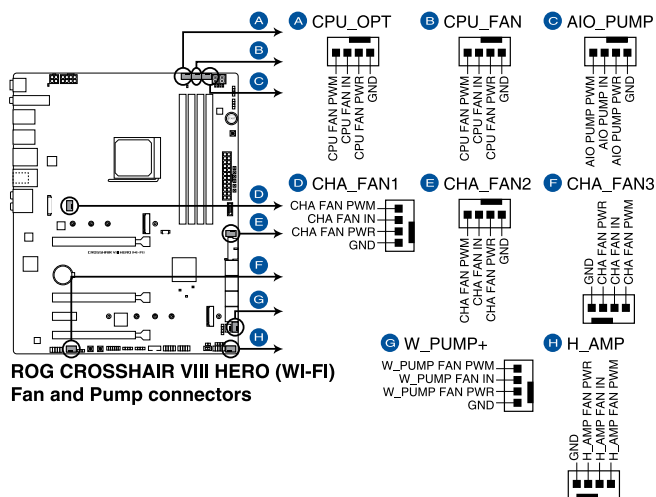 A
B
C
D
E
F
G
H
A CPU_OPT
CPU FAN PWM
CPU FAN IN
CPU FAN PWR
GND
B CPU_FAN
CPU FAN PWM
CPU FAN IN
CPU FAN PWR
GND
C AIO_PUMP
AIO PUMP PWM
AIO PUMP IN
AIO PUMP PWR
GND
D CHA_FAN1
CHA FAN PWM
CHA FAN IN
CHA FAN PWR
GND
E CHA_FAN2
CHA FAN PWM
CHA FAN IN
CHA FAN PWR
GND
F CHA_FAN3
GND
CHA FAN PWR
CHA FAN IN
CHA FAN PWM
G W_PUMP+
W_PUMP FAN PWM
W_PUMP FAN IN
W_PUMP FAN PWR
GND
H H_AMP
GND
H_AMP FAN PWR
H_AMP FAN IN
H_AMP FAN PWM
CROSSHAIR VIII HERO (WI-FI)
ROG CROSSHAIR VIII HERO (WI-FI)
Fan and Pump connectors